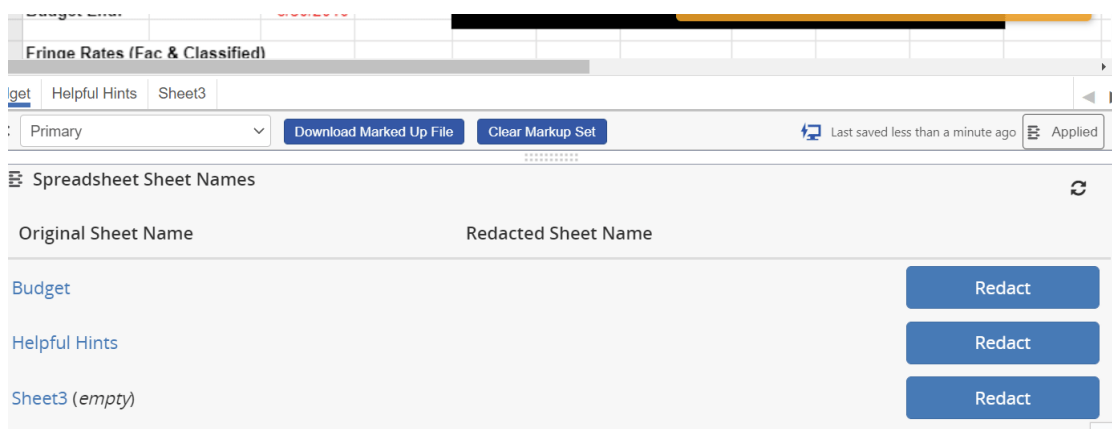 Budget End:
Fringe Rates (Fac & Classified)
Helpful Hints Sheet3
Primary Download Marked Up File Clear Markup Set Last saved less than a minute ago Applied
Spreadsheet Sheet Names
Original Sheet Name Redacted Sheet Name
Budget Redact
Helpful Hints Redact
Sheet3 (empty) Redact